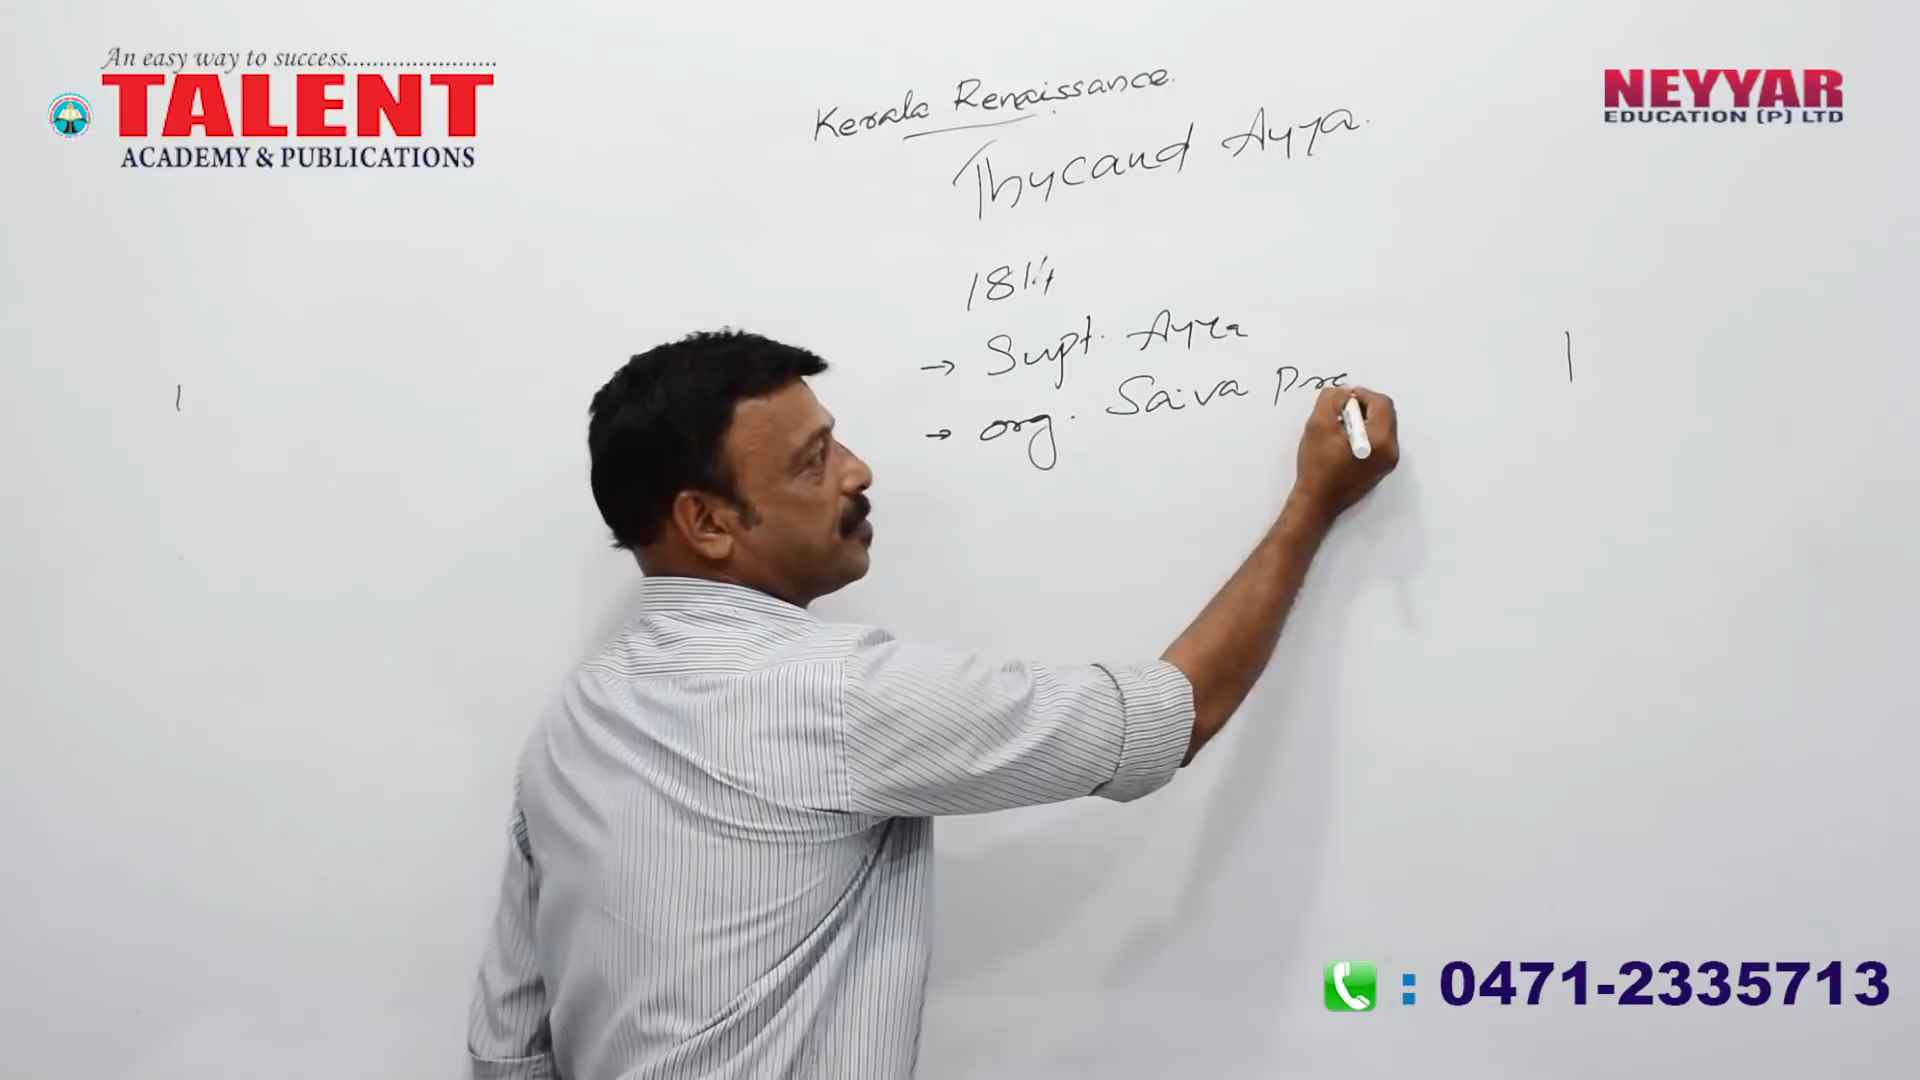 An easy way to success.......................
TALENT
ACADEMY & PUBLICATIONS
NEYYAR
EDUCATION (P) LTD
Kerala Renaissance.
Thycaud Ayya.
1814
→ Supt. Ayya
→ org. Saiva Pra
: 0471-2335713